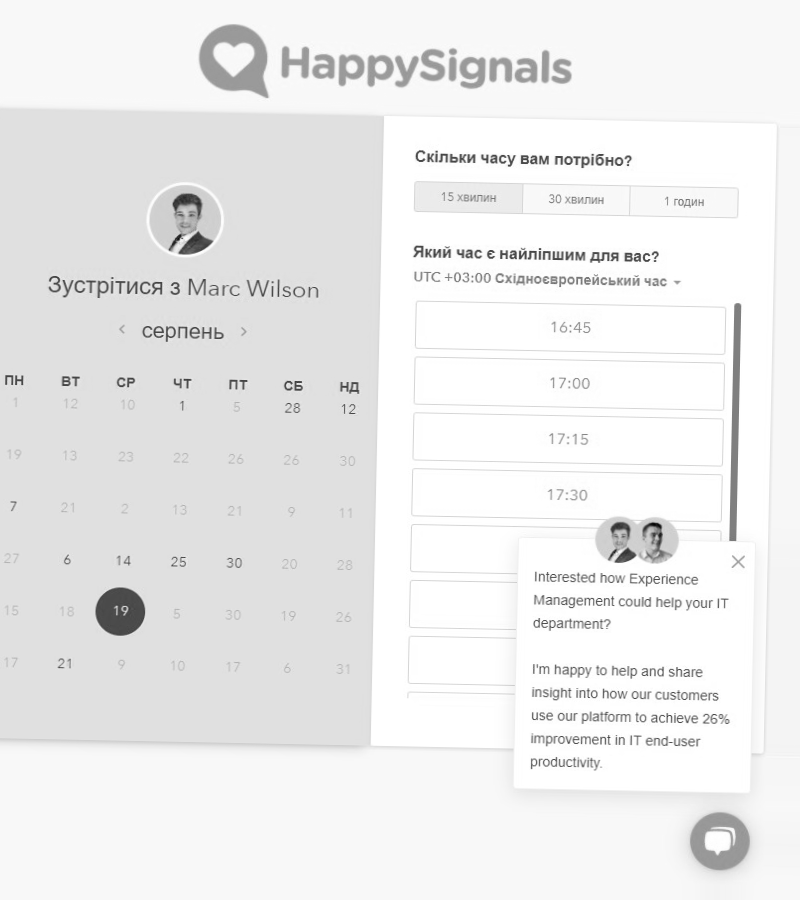 HappySignals
Зустрітися з Marc Wilson
серпень
ПН ВТ СР ЧТ ПТ СБ НД
1 12 10 1 5 28 12
19 13 23 22 26 26 30
7 21 2 13 21 9 11
27 6 14 25 30 20 28
15 18 19 5 30 19 26
17 21 9 10 17 6 31
Скільки часу вам потрібно?
15 хвилин 30 хвилин 1 годин
Який час є найліпшим для вас?
UTC +03:00 Східноєвропейський час
16:45
17:00
17:15
17:30
Interested how Experience
Management could help your IT
department?
I'm happy to help and share
insight into how our customers
use our platform to achieve 26%
improvement in IT end-user
productivity.